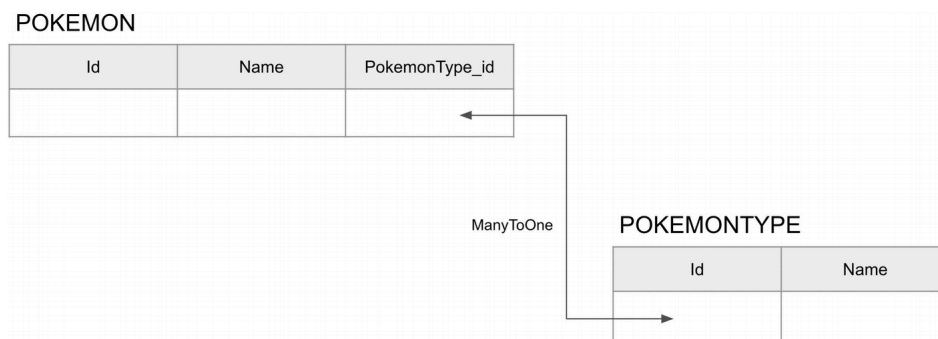 POKEMON
Id Name PokemonType_id
ManyToOne
POKEMONTYPE
Id Name